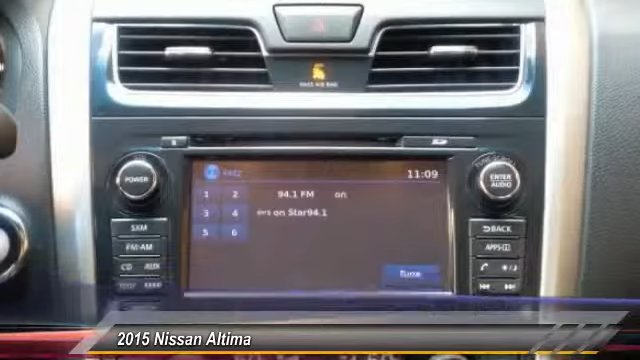 PASS AIR BAG
POWER
11:09
TUNE·SCROLL
ENTER
AUDIO
1 2
94.1 FM on
3 4
on Star94.1
5 6
SXM
FM·AM
CD AUX
BACK
APPS
2015 Nissan Altima